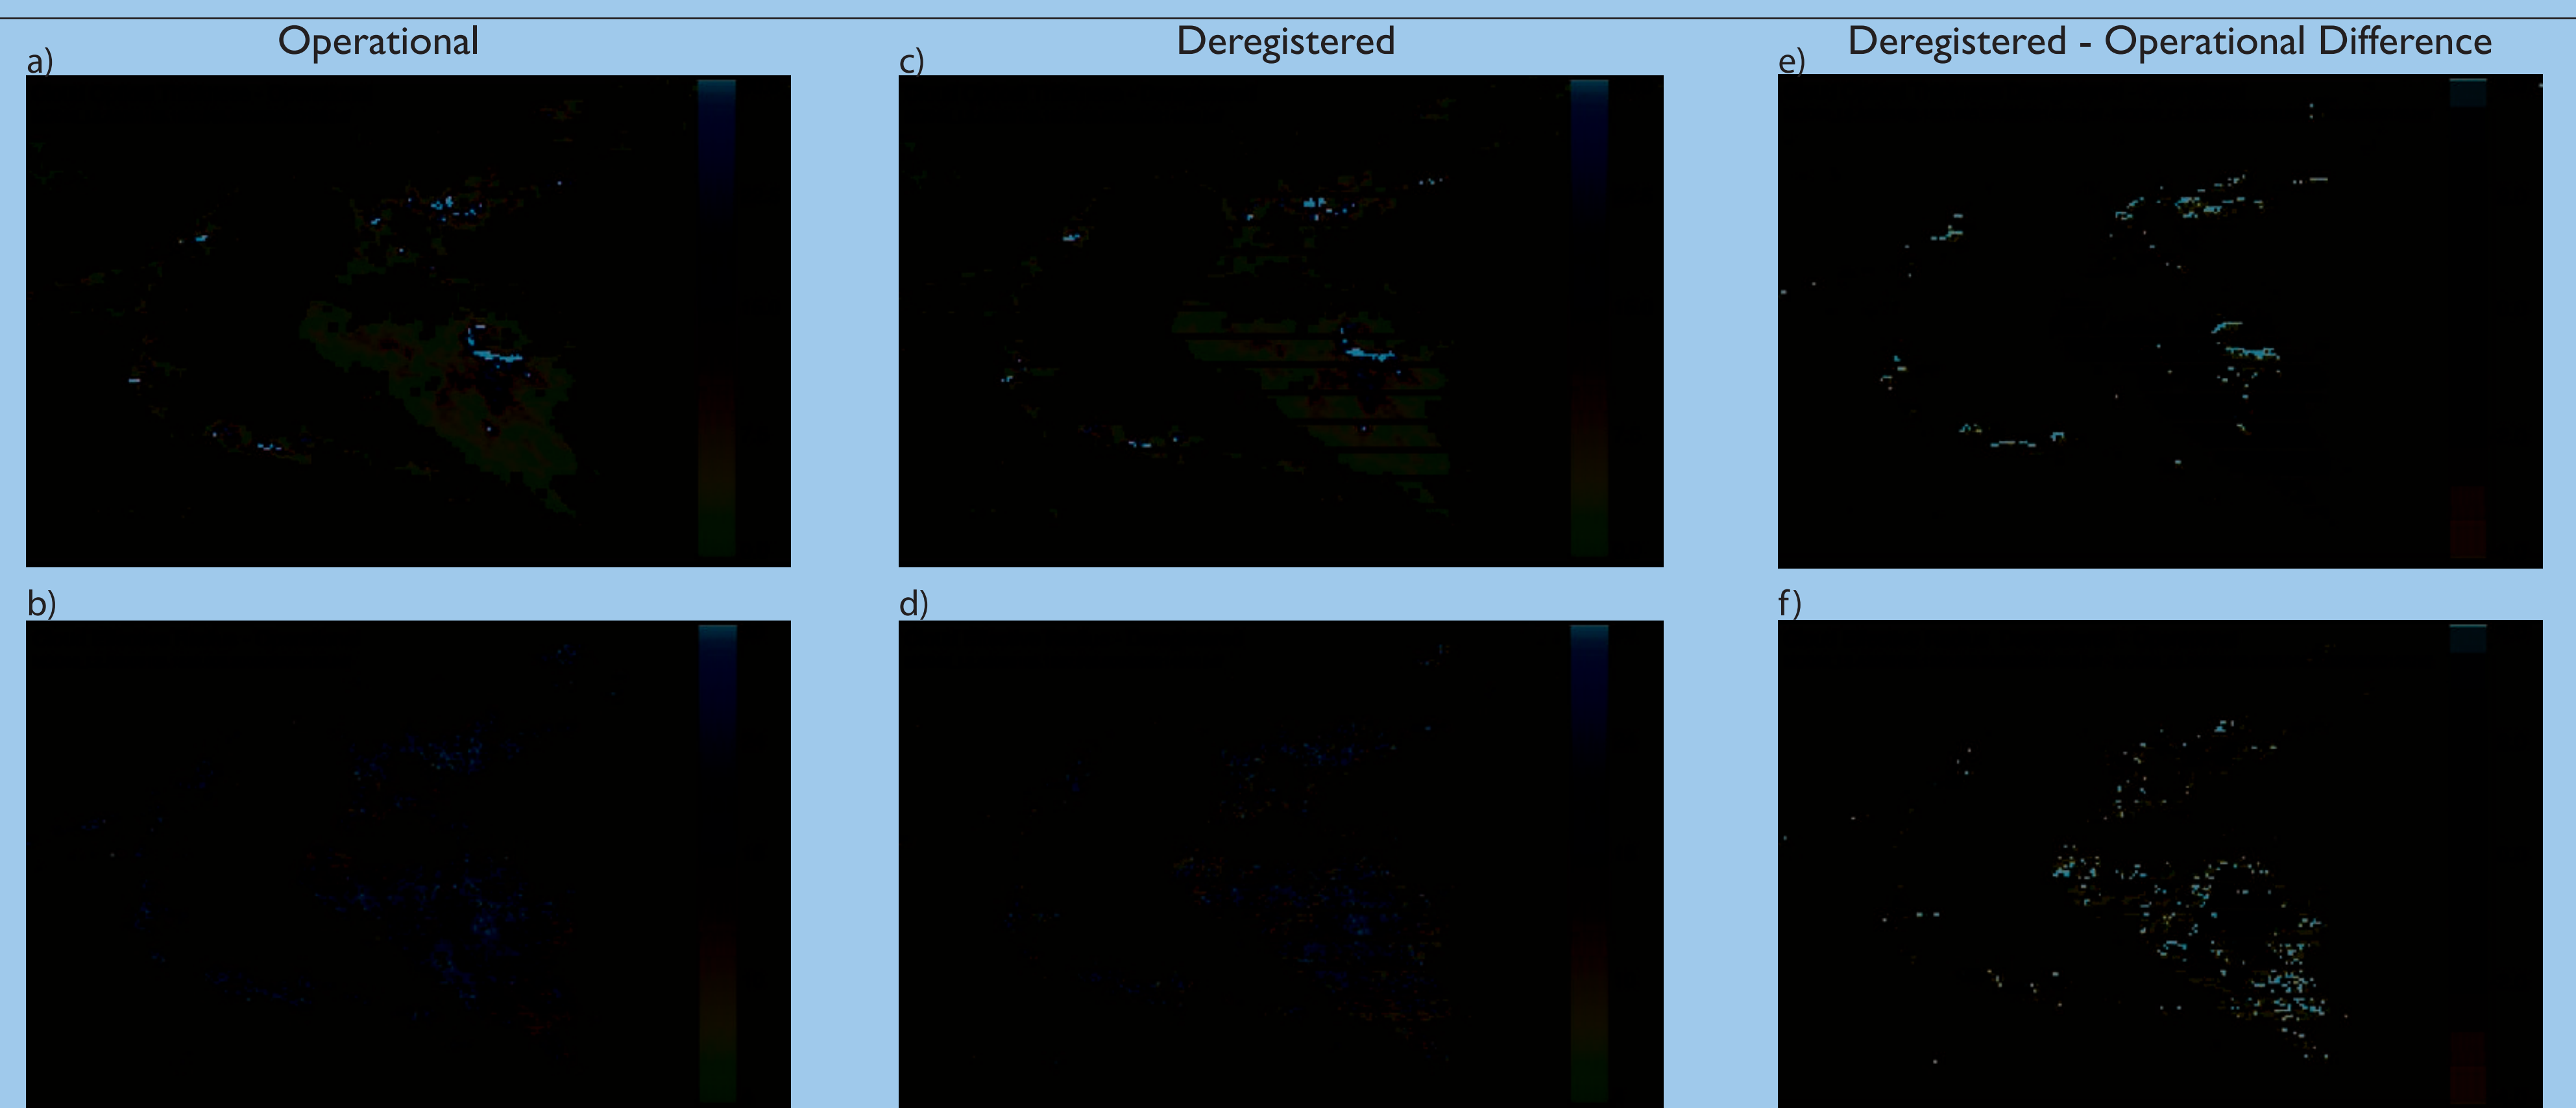 Operational
Deregistered
Deregistered - Operational Difference
a)
c)
e)
b)
d)
f)